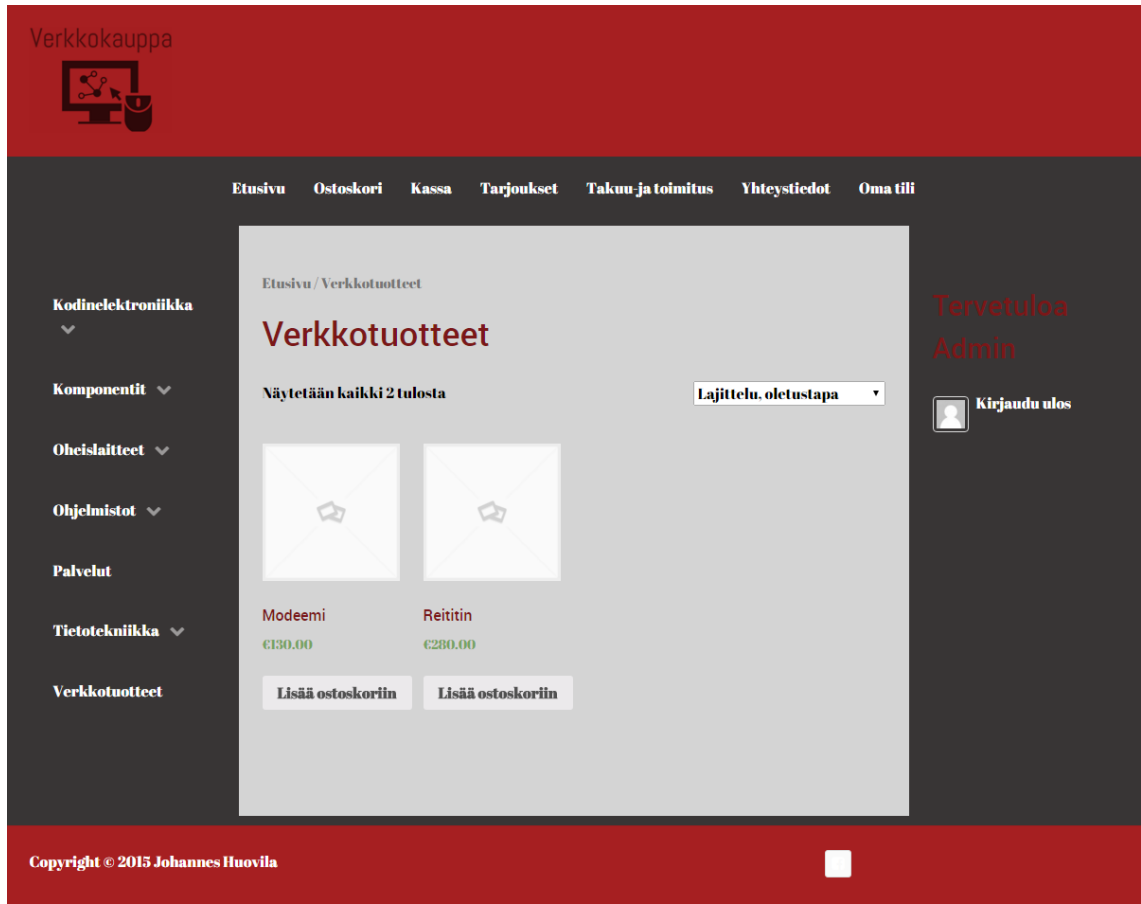 Verkkokauppa
Etusivu Ostoskori Kassa Tarjoukset Takuu-ja toimitus Yhteystiedot Oma tili
Kodinelektroniikka
Komponentit
Oheislaitteet
Ohjelmistot
Palvelut
Tietotekniikka
Verkkotuotteet
Etusivu / Verkkotuotteet
Verkkotuotteet
Näytetään kaikki 2 tulosta
Lajittelu, oletustapa
Modeemi Reititin
€130.00 €280.00
Lisää ostoskoriin Lisää ostoskoriin
Tervetuloa
Admin
Kirjaudu ulos
Copyright © 2015 Johannes Huovila